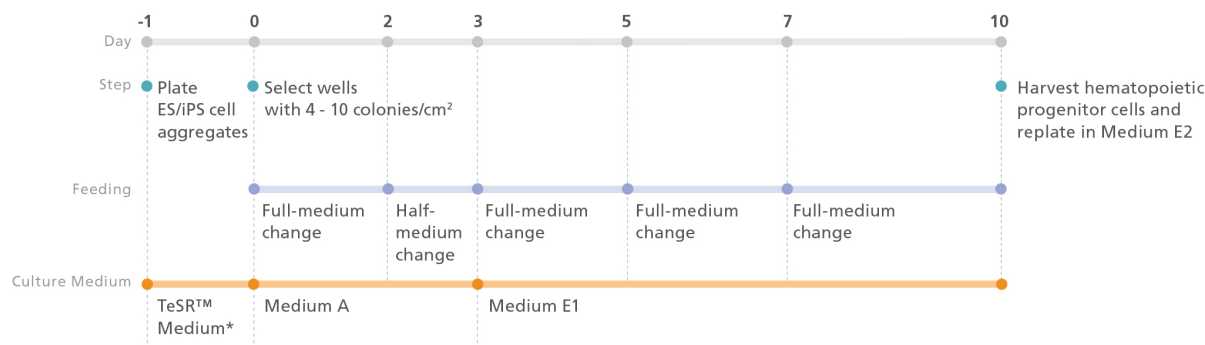 -1 0 2 3 5 7 10
Day
Step
Plate
ES/iPS cell
aggregates
Select wells
with 4 - 10 colonies/cm²
Harvest hematopoietic
progenitor cells and
replate in Medium E2
Feeding
Full-medium
change
Half-
medium
change
Full-medium
change
Full-medium
change
Full-medium
change
Culture Medium
TeSR™
Medium*
Medium A
Medium E1